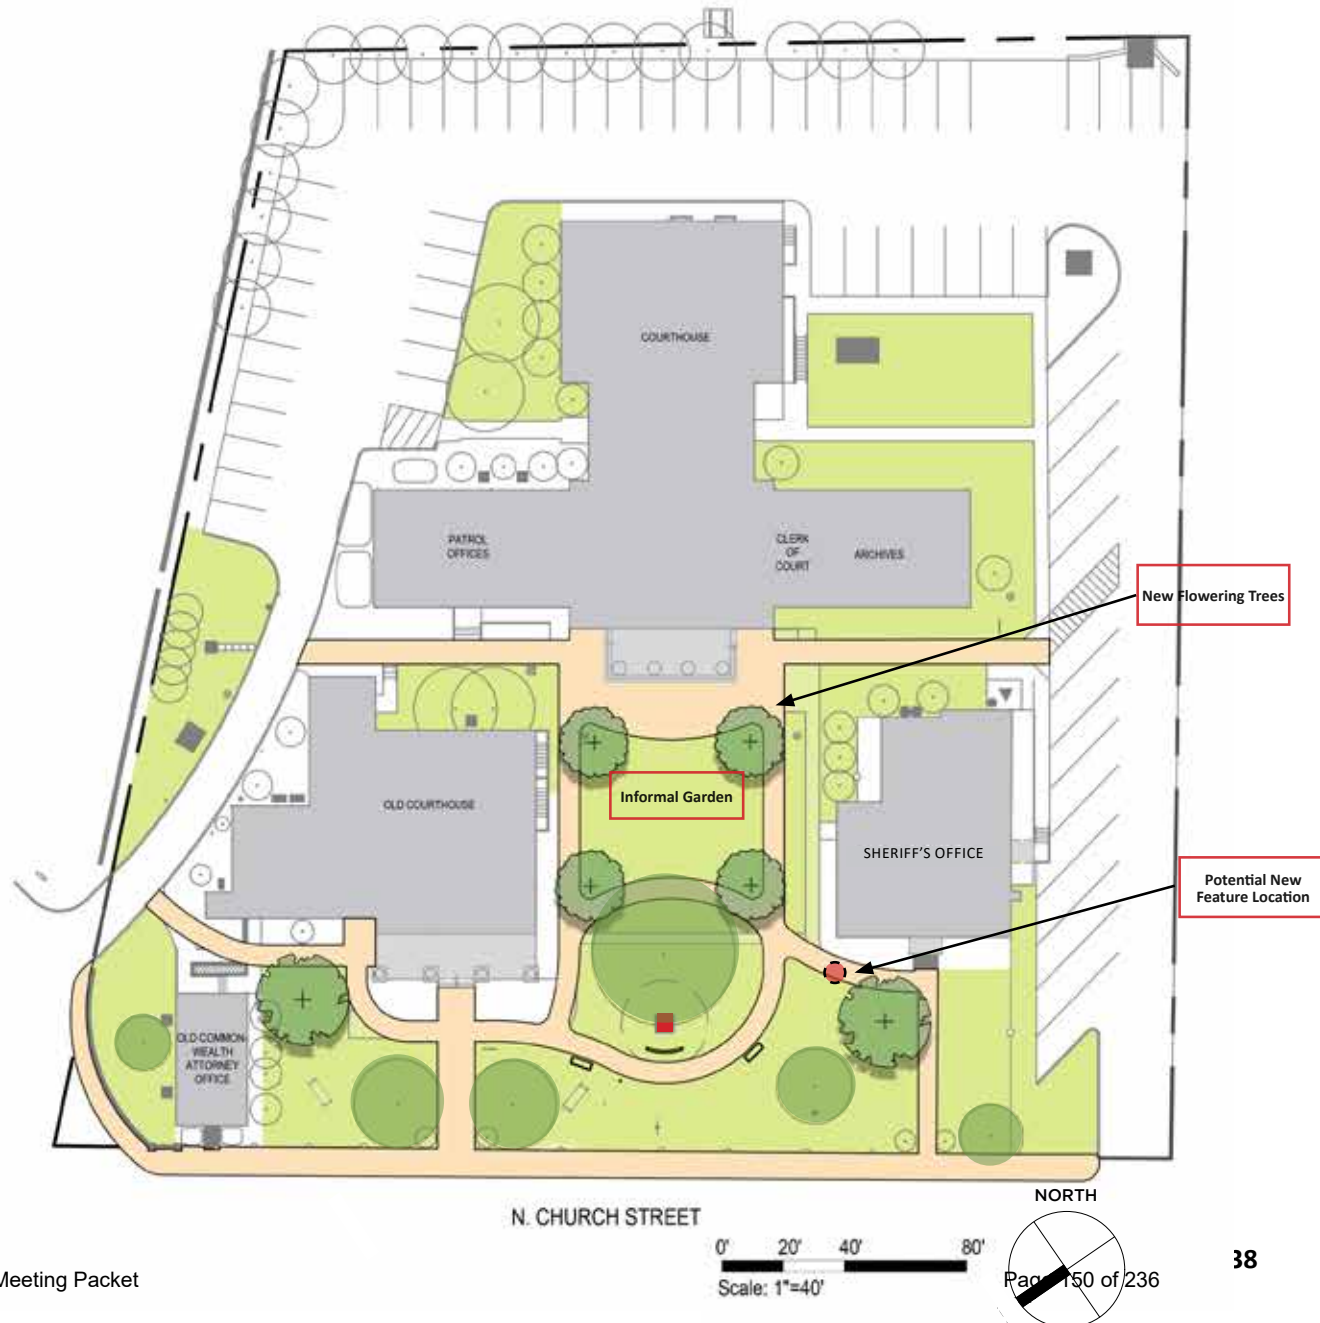 COURTHOUSE
PATROL
OFFICES
CLERK
OF
COURT
ARCHIVES
New Flowering Trees
Informal Garden
OLD COURTHOUSE
SHERIFF'S OFFICE
Potential New
Feature Location
OLD COMMON-
WEALTH
ATTORNEY
OFFICE
N. CHURCH STREET
NORTH
0' 20' 40' 80'
Scale: 1"=40'
Meeting Packet
Page 150 of 236
38